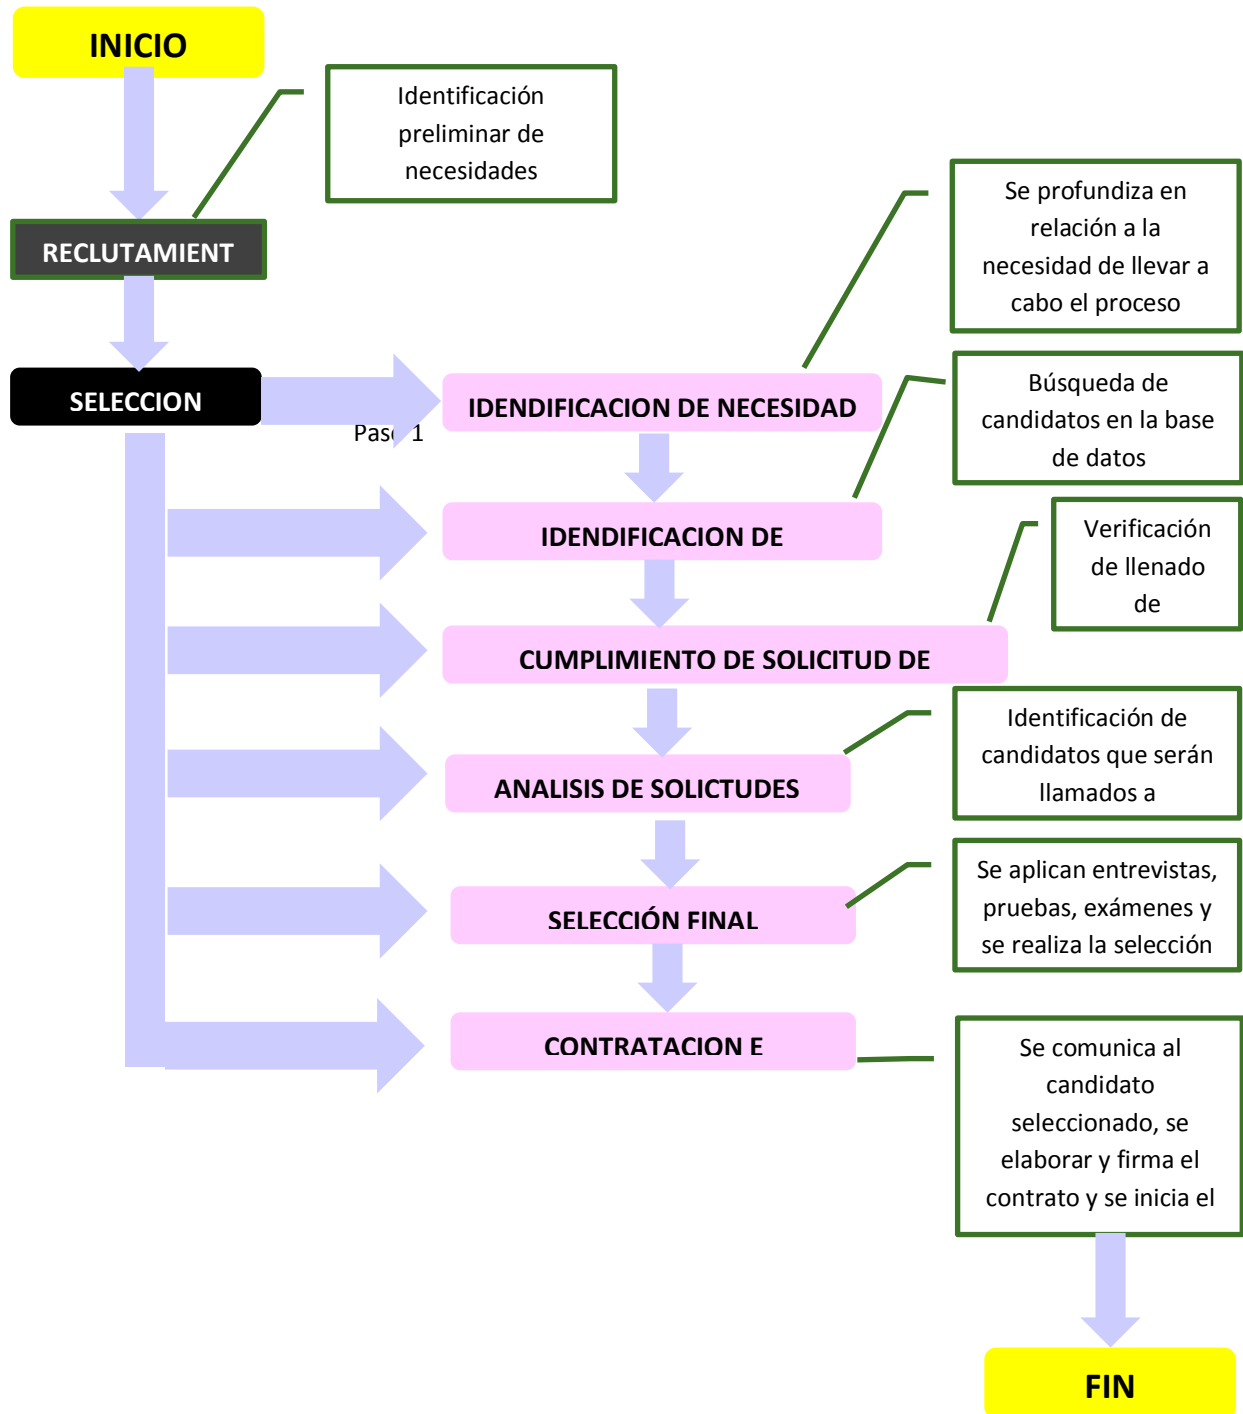 INICIO
Identificación
preliminar de
necesidades
RECLUTAMIENT
Se profundiza en
relación a la
necesidad de llevar a
cabo el proceso
SELECCION
Paso 1
IDENDIFICACION DE NECESIDAD
Búsqueda de
candidatos en la base
de datos
IDENDIFICACION DE
Verificación
de llenado
de
CUMPLIMIENTO DE SOLICITUD DE
Identificación de
candidatos que serán
llamados a
ANALISIS DE SOLICTUDES
Se aplican entrevistas,
pruebas, exámenes y
se realiza la selección
SELECCIÓN FINAL
CONTRATACION E
Se comunica al
candidato
seleccionado, se
elaborar y firma el
contrato y se inicia el
FIN